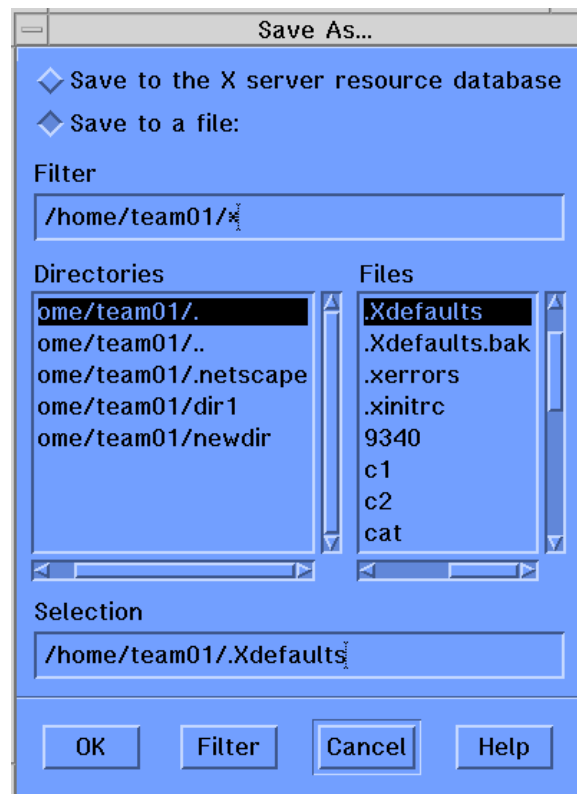 Save As...
Save to the X server resource database
Save to a file:
Filter
/home/team01/*
Directories
ome/team01/.
ome/team01/..
ome/team01/.netscape
ome/team01/dir1
ome/team01/newdir
Files
.Xdefaults
.Xdefaults.bak
.xerrors
.xinitrc
9340
c1
c2
cat
Selection
/home/team01/.Xdefaults
OK
Filter
Cancel
Help